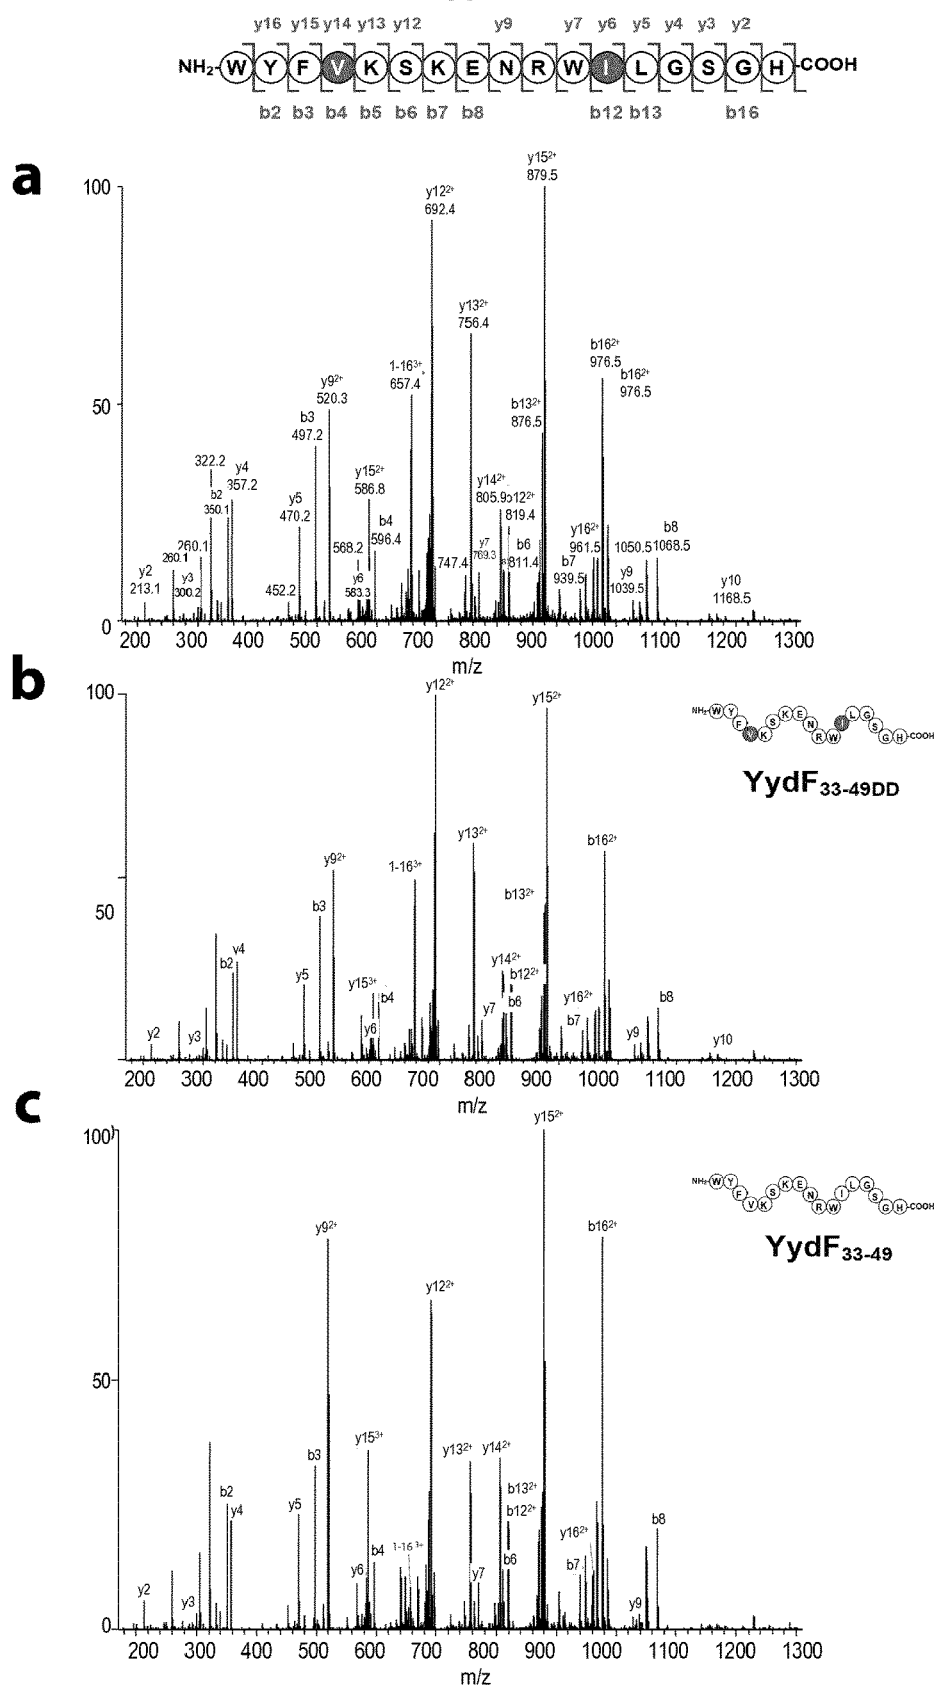 y16 y15 y14 y13 y12 y9 y7 y6 y5 y4 y3 y2
NH2-W Y F V K S K E N R W I L G S G H-COOH
b2 b3 b4 b5 b6 b7 b8 b12 b13 b16
a
100
50
0
y2
213.1
260.1
y3
300.2
260.1
322.2
b2
350.1
y4
357.2
452.2
y5
470.2
b3
497.2
y9²⁺
520.3
568.2
y6
583.3
y15²⁺
586.8
b4
596.4
1-16³⁺
657.4
y12²⁺
692.4
747.4
y13²⁺
756.4
y7
769.3
y14²⁺
805.9
b6
811.4
b12²⁺
819.4
b13²⁺
876.5
y15²⁺
879.5
b7
939.5
y16²⁺
961.5
b16²⁺
976.5
b16²⁺
976.5
y9
1039.5
1050.5
b8
1068.5
y10
1168.5
200 300 400 500 600 700 800 900 1000 1100 1200 1300
m/z
b
100
50
y2
y3
b2
y4
y5
b3
y9²⁺
y15³⁺
y6
b4
1-16³⁺
y12²⁺
y13²⁺
y7
y14²⁺
b12²⁺
b6
b13²⁺
y15²⁺
y16²⁺
b7
b16²⁺
y9
b8
y10
NH2-W Y F V K S K E N R W I L G S G H-COOH
YydF33-49DD
200 300 400 500 600 700 800 900 1000 1100 1200 1300
m/z
c
100
50
0
y2
y3
b2
y4
y5
b3
y9²⁺
y15³⁺
y6
b4
1-16³⁺
y12²⁺
y13²⁺
y7
y14²⁺
b13²⁺
b12²⁺
b6
y15²⁺
y16²⁺
b7
b16²⁺
y9
b8
NH2-W Y F V K S K E N R W I L G S G H-COOH
YydF33-49
200 300 400 500 600 700 800 900 1000 1100 1200 1300
m/z